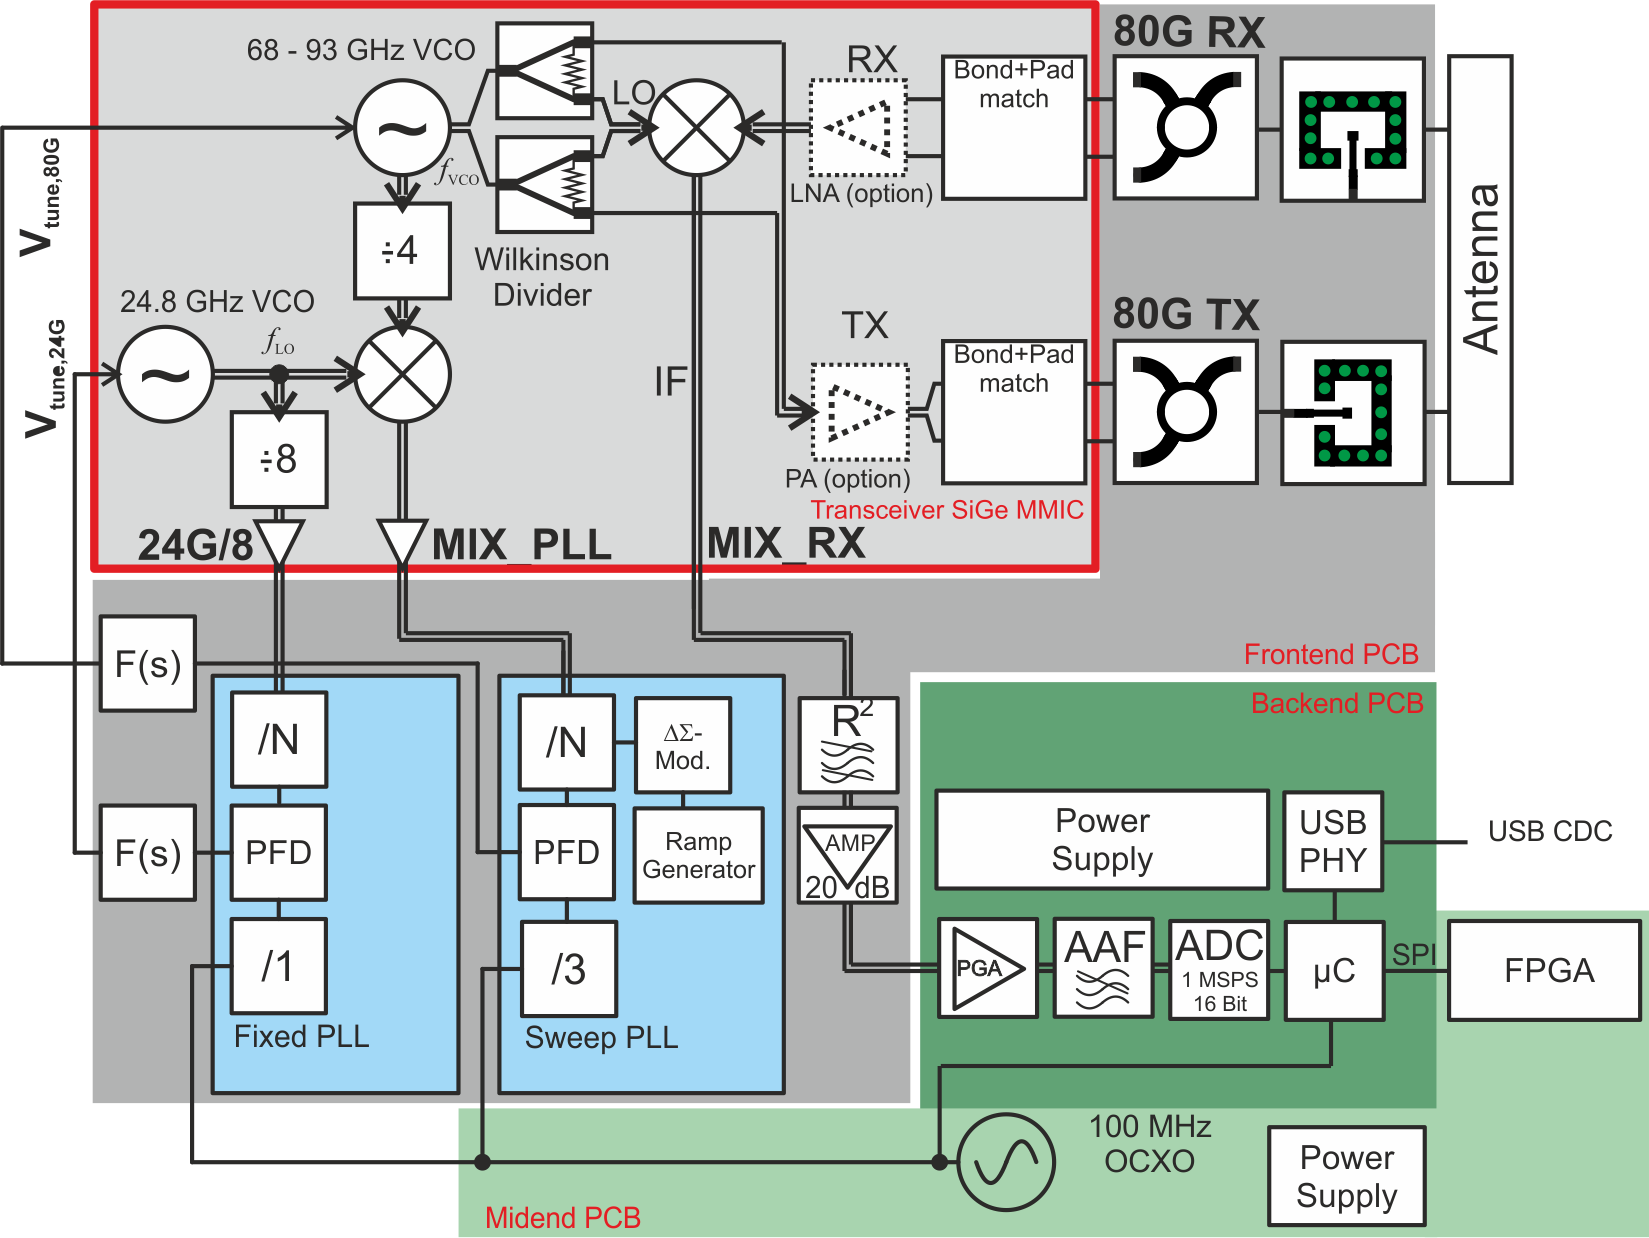 68 - 93 GHz VCO
~
fVCO
LO
RX
LNA (option)
Bond+Pad
match
80G RX
Antenna
Vtune,80G
÷4
Wilkinson
Divider
24.8 GHz VCO
fLO
~
Vtune,24G
÷8
IF
TX
PA (option)
Bond+Pad
match
80G TX
Transceiver SiGe MMIC
24G/8
MIX_PLL
MIX_RX
Frontend PCB
Backend PCB
F(s)
F(s)
/N
PFD
/1
Fixed PLL
/N
ΔΣ-
Mod.
PFD
Ramp
Generator
/3
Sweep PLL
R2
AMP
20 dB
Power
Supply
USB
PHY
USB CDC
PGA
AAF
ADC
1 MSPS
16 Bit
µC
SPI
FPGA
100 MHz
OCXO
Power
Supply
Midend PCB